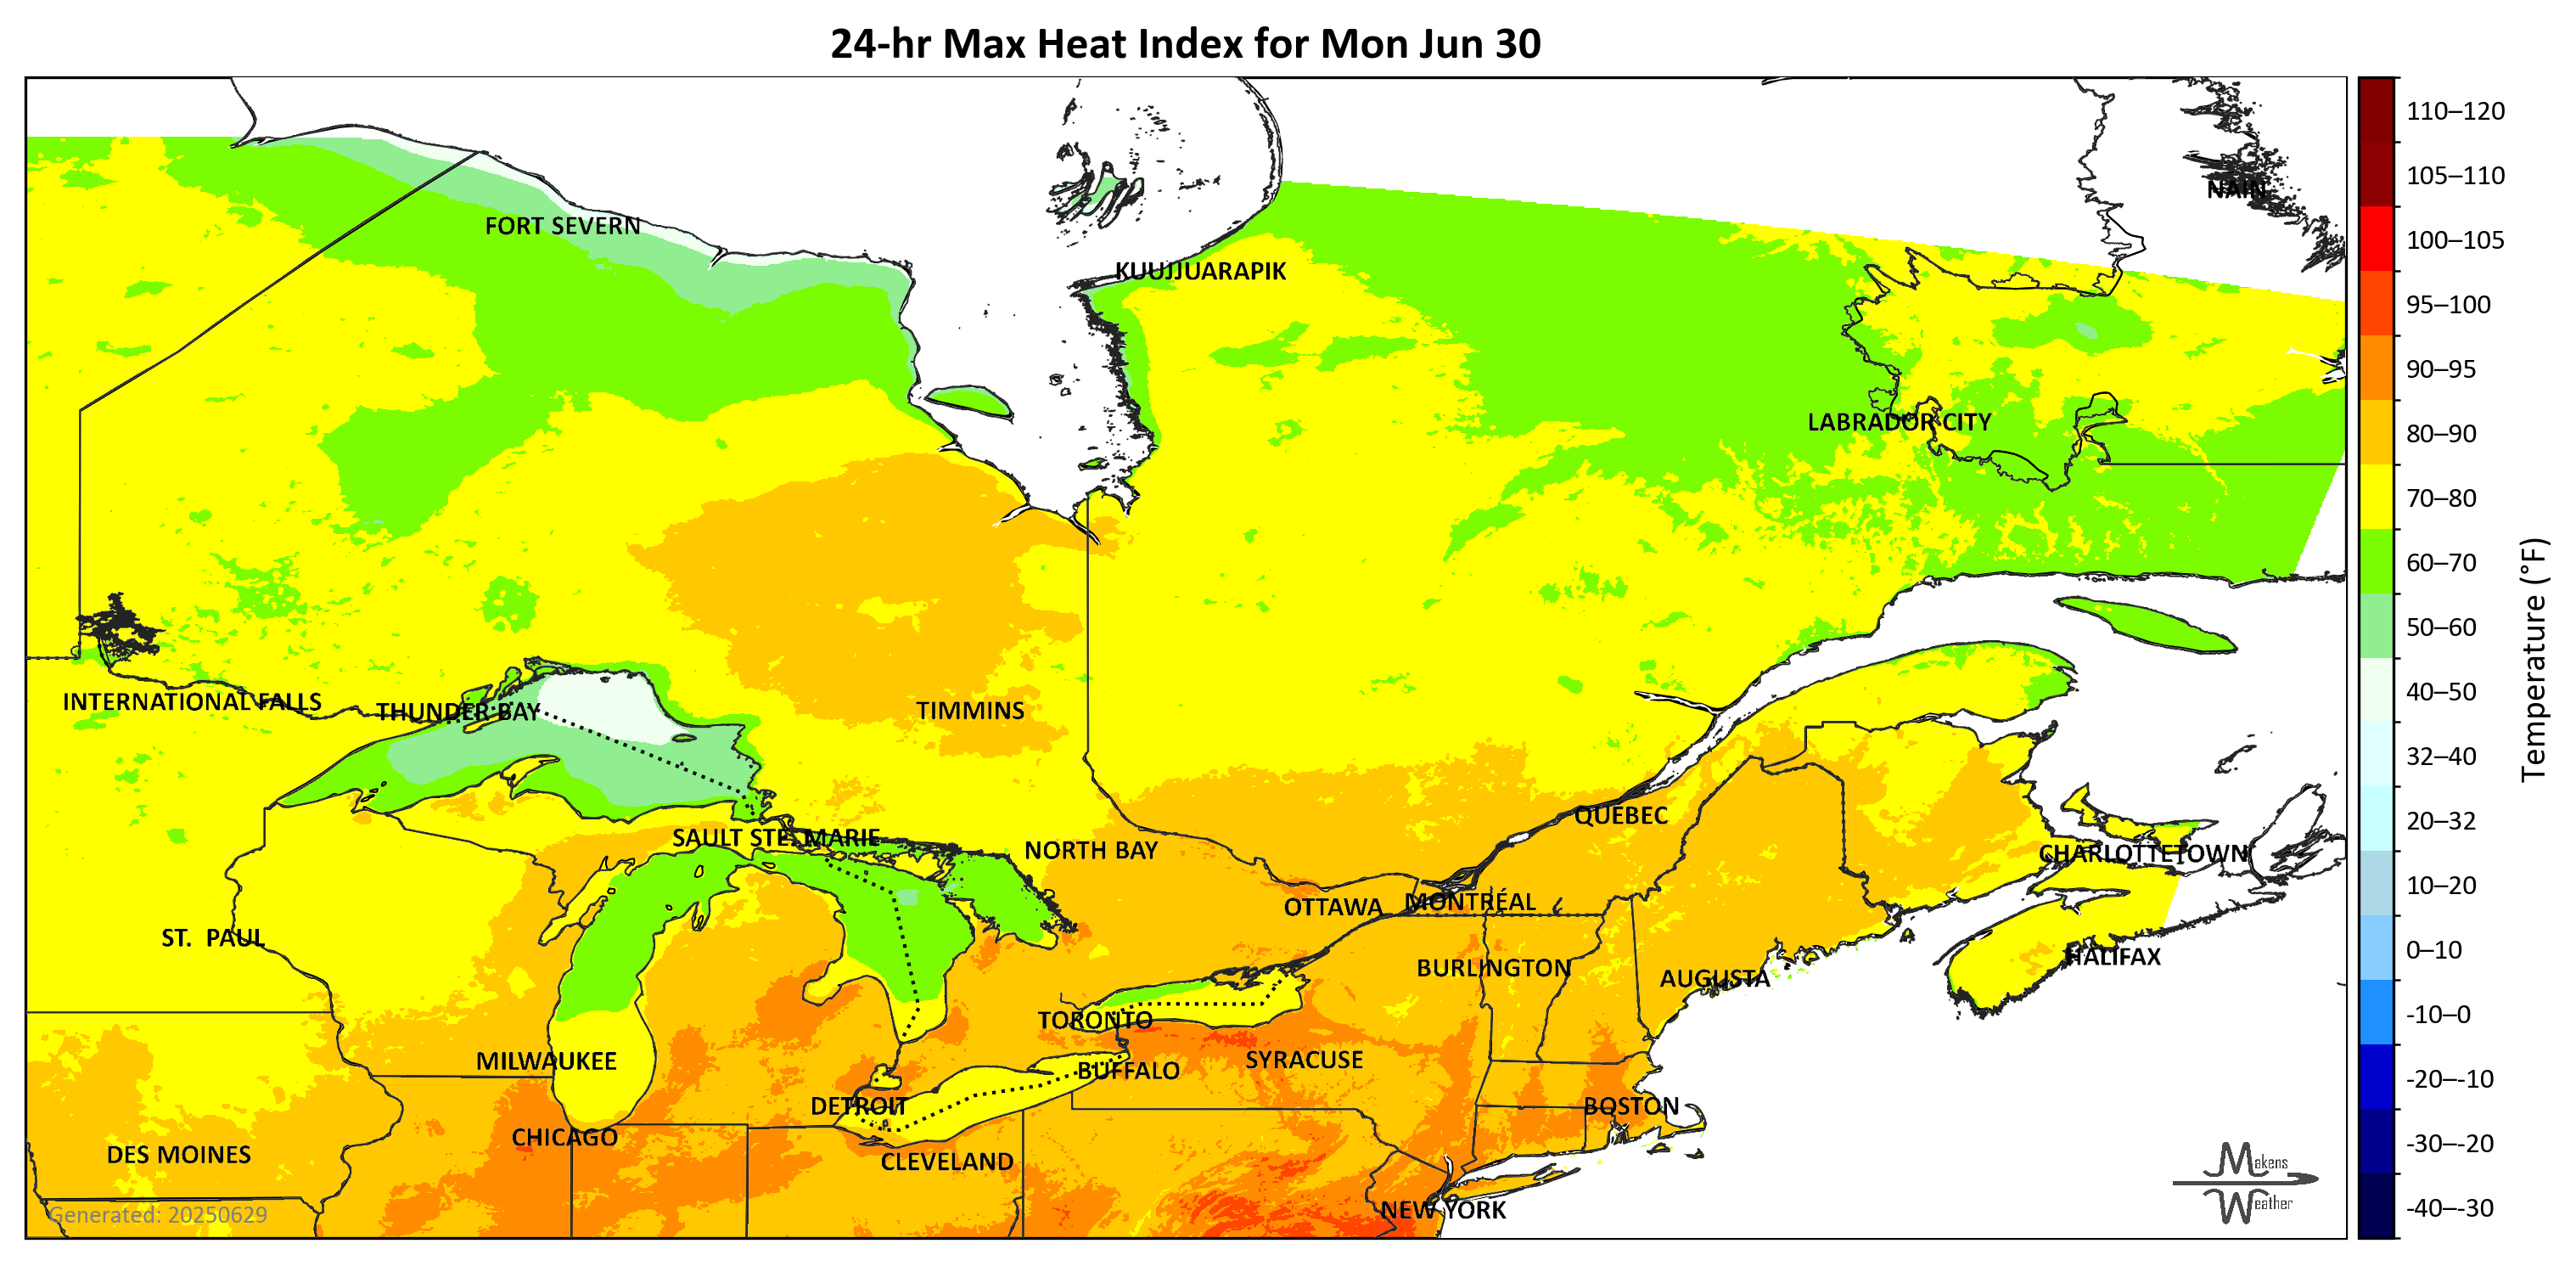 24-hr Max Heat Index for Mon Jun 30
NAIN
FORT SEVERN
KUUJJUARAPIK
LABRADOR CITY
INTERNATIONAL FALLS
THUNDER BAY
TIMMINS
QUEBEC
SAULT STE. MARIE
NORTH BAY
CHARLOTTETOWN
OTTAWA
MONTRÉAL
ST. PAUL
HALIFAX
BURLINGTON
AUGUSTA
TORONTO
MILWAUKEE
SYRACUSE
BUFFALO
DETROIT
BOSTON
CHICAGO
DES MOINES
CLEVELAND
NEW YORK
Generated: 20250629
Makens
Weather
110–120
105–110
100–105
95–100
90–95
80–90
70–80
60–70
50–60
40–50
32–40
20–32
10–20
0–10
-10–0
-20–-10
-30–-20
-40–-30
Temperature (°F)